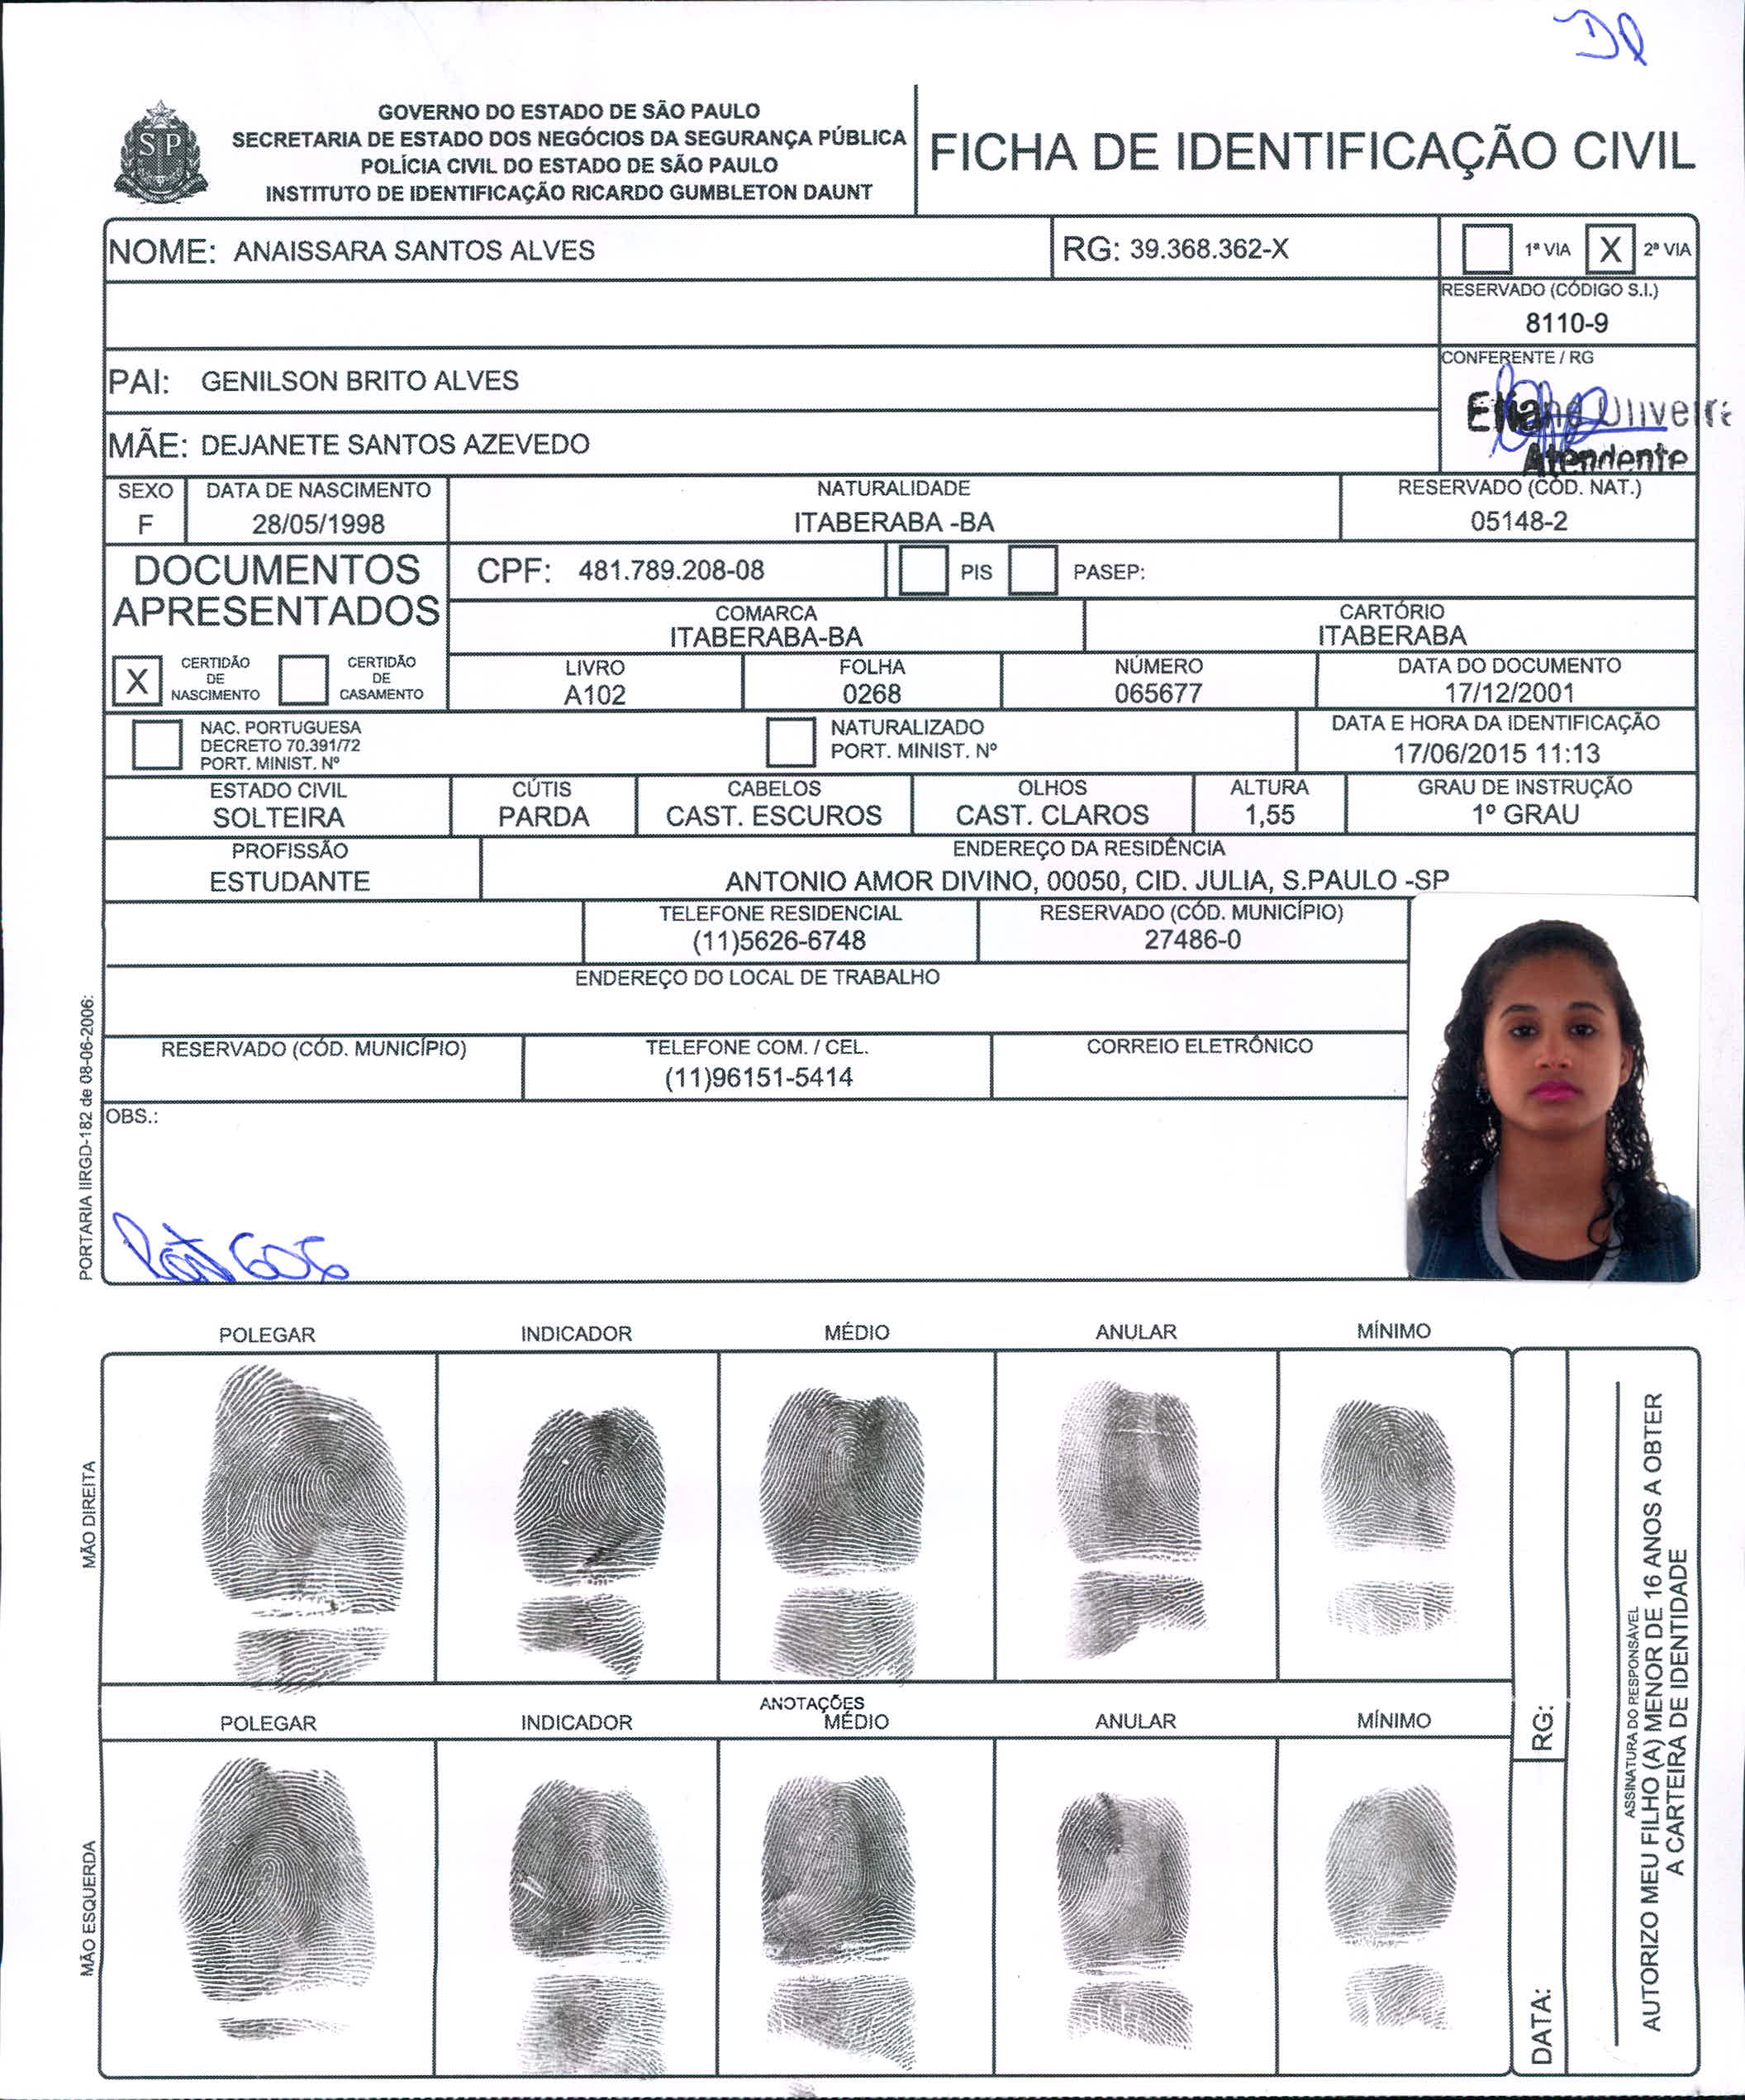 GOVERNO DO ESTADO DE SÃO PAULO
SECRETARIA DE ESTADO DOS NEGÓCIOS DA SEGURANÇA PÚBLICA
POLÍCIA CIVIL DO ESTADO DE SÃO PAULO
INSTITUTO DE IDENTIFICAÇÃO RICARDO GUMBLETON DAUNT
SP
FICHA DE IDENTIFICAÇÃO CIVIL
NOME: ANAISSARA SANTOS ALVES
RG: 39.368.362-X
1ª VIA X 2ª VIA
RESERVADO (CÓDIGO S.I.)
8110-9
PAI: GENILSON BRITO ALVES
CONFERENTE / RG
Atendente
MÃE: DEJANETE SANTOS AZEVEDO
SEXO
F
DATA DE NASCIMENTO
28/05/1998
NATURALIDADE
ITABERABA -BA
RESERVADO (CÓD. NAT.)
05148-2
DOCUMENTOS
APRESENTADOS
CPF: 481.789.208-08
PIS
PASEP:
COMARCA
ITABERABA-BA
CARTÓRIO
ITABERABA
X
CERTIDÃO
DE
NASCIMENTO
CERTIDÃO
DE
CASAMENTO
LIVRO
A102
FOLHA
0268
NÚMERO
065677
DATA DO DOCUMENTO
17/12/2001
NAC. PORTUGUESA
DECRETO 70.391/72
PORT. MINIST. Nº
NATURALIZADO
PORT. MINIST. Nº
DATA E HORA DA IDENTIFICAÇÃO
17/06/2015 11:13
ESTADO CIVIL
SOLTEIRA
CÚTIS
PARDA
CABELOS
CAST. ESCUROS
OLHOS
CAST. CLAROS
ALTURA
1,55
GRAU DE INSTRUÇÃO
1º GRAU
PROFISSÃO
ESTUDANTE
ENDEREÇO DA RESIDÊNCIA
ANTONIO AMOR DIVINO, 00050, CID. JULIA, S.PAULO -SP
TELEFONE RESIDENCIAL
(11)5626-6748
RESERVADO (CÓD. MUNICÍPIO)
27486-0
ENDEREÇO DO LOCAL DE TRABALHO
RESERVADO (CÓD. MUNICÍPIO)
TELEFONE COM. / CEL.
(11)96151-5414
CORREIO ELETRÔNICO
OBS.:
PORTARIA IIRGD-182 de 08-06-2006:
POLEGAR INDICADOR MÉDIO ANULAR MÍNIMO
MÃO DIREITA
ANOTAÇÕES
POLEGAR INDICADOR MÉDIO ANULAR MÍNIMO
MÃO ESQUERDA
RG:
DATA:
ASSINATURA DO RESPONSÁVEL
AUTORIZO MEU FILHO (A) MENOR DE 16 ANOS A OBTER
A CARTEIRA DE IDENTIDADE